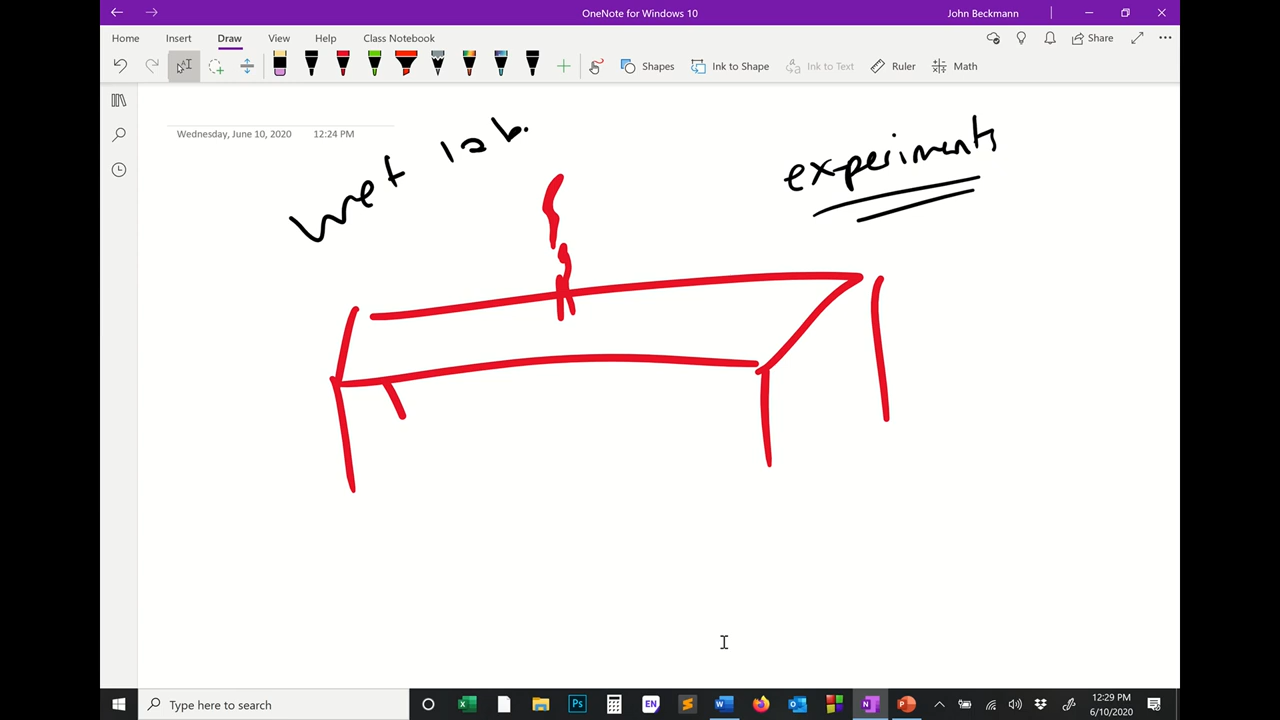 OneNote for Windows 10
John Beckmann
Home Insert Draw View Help Class Notebook
Share
Shapes Ink to Shape Ink to Text Ruler Math
Wednesday, June 10, 2020 12:24 PM
wet lab.
experiments
Type here to search
EN
12:29 PM
6/10/2020